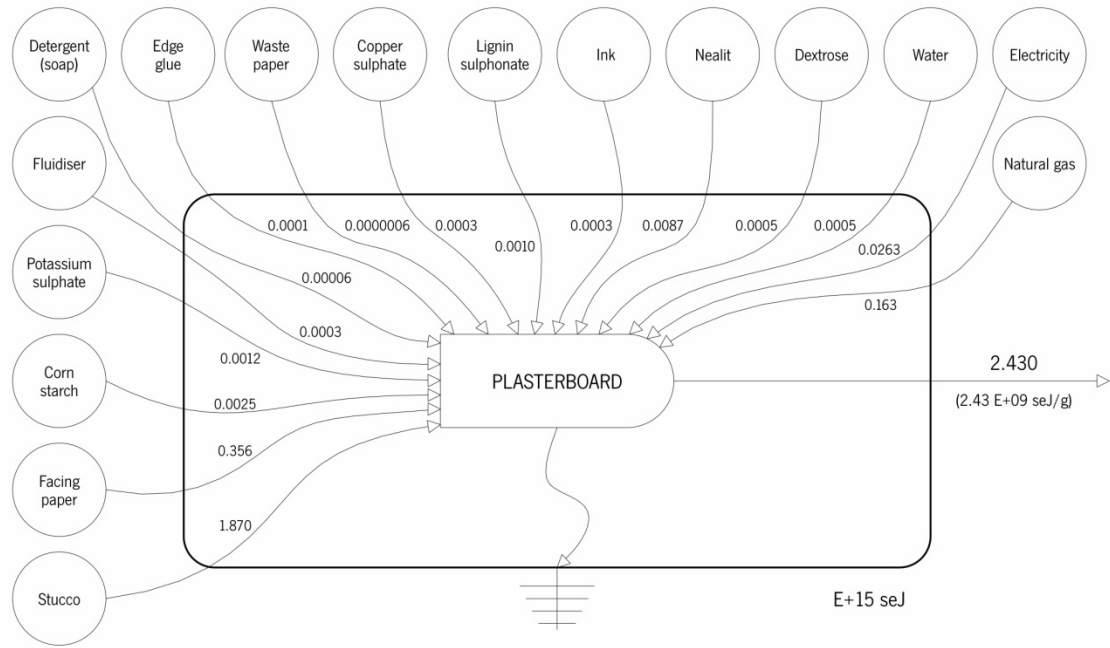 Detergent
(soap)
Edge
glue
Waste
paper
Copper
sulphate
Lignin
sulphonate
Ink
Nealit
Dextrose
Water
Electricity
Fluidiser
Natural gas
Potassium
sulphate
Corn
starch
Facing
paper
Stucco
0.0001
0.0000006
0.0003
0.0010
0.0003
0.0087
0.0005
0.0005
0.0263
0.163
0.00006
0.0003
0.0012
0.0025
0.356
1.870
PLASTERBOARD
2.430
(2.43 E+09 seJ/g)
E+15 seJ